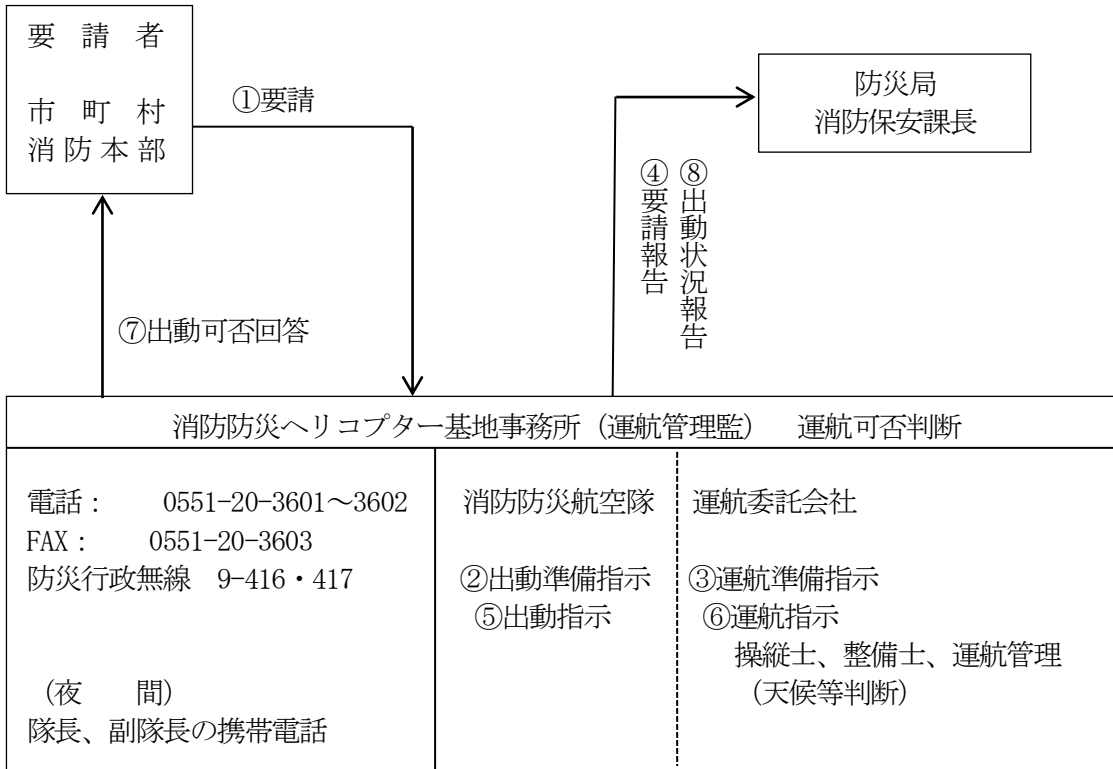 要 請 者
市 町 村
消 防 本 部
①要請
防災局
消防保安課長
④要請報告
⑧出動状況報告
⑦出動可否回答
消防防災ヘリコプター基地事務所（運航管理監） 運航可否判断
電話： 0551-20-3601～3602
FAX： 0551-20-3603
防災行政無線 9-416・417
（夜 間）
隊長、副隊長の携帯電話
消防防災航空隊
②出動準備指示
⑤出動指示
運航委託会社
③運航準備指示
⑥運航指示
操縦士、整備士、運航管理
（天候等判断）